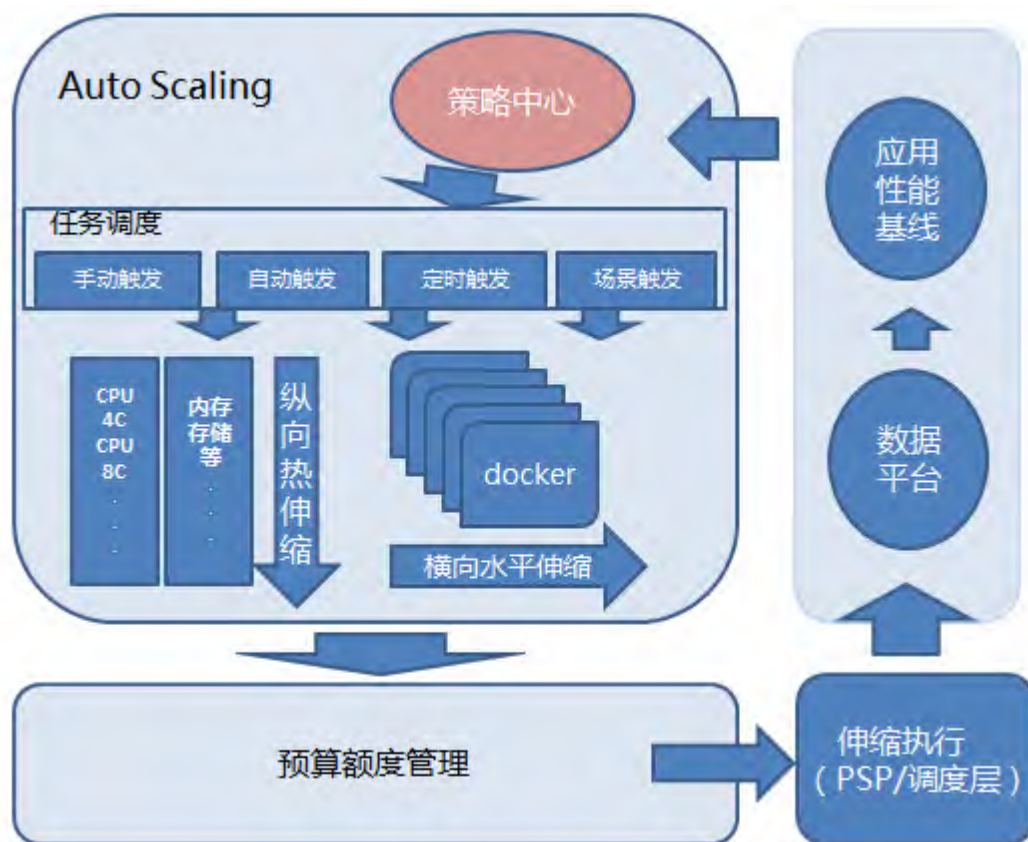 Auto Scaling
策略中心
任务调度
手动触发
自动触发
定时触发
场景触发
CPU
4C
CPU
8C
.
.
.
内存
存储
等
.
.
.
纵
向
热
伸
缩
docker
横向水平伸缩
应用
性能
基线
数据
平台
预算额度管理
伸缩执行
（PSP/调度层）